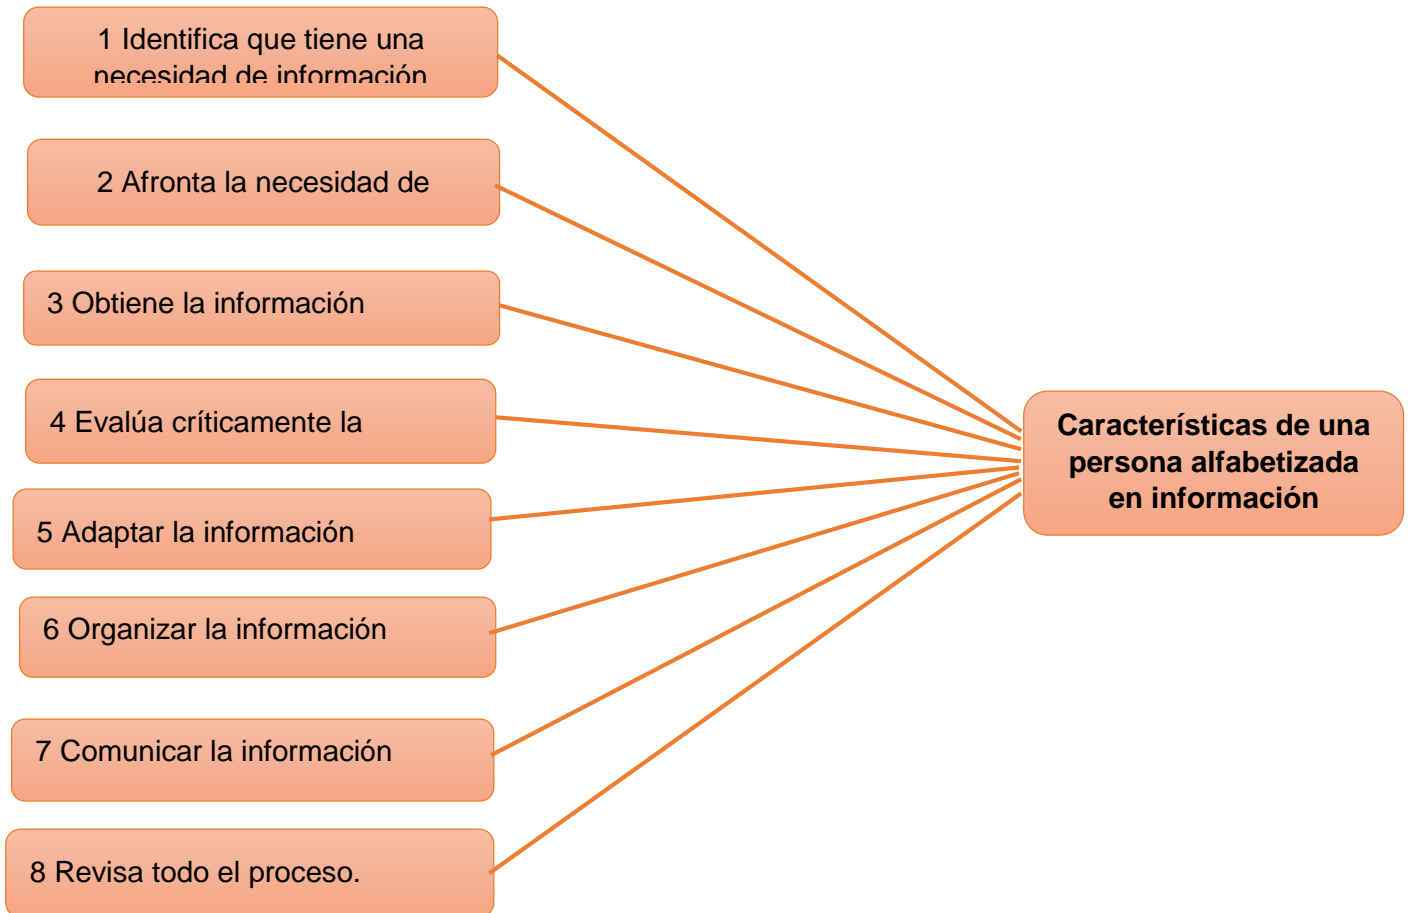 1 Identifica que tiene una
necesidad de información
2 Afronta la necesidad de
3 Obtiene la información
4 Evalúa críticamente la
5 Adaptar la información
6 Organizar la información
7 Comunicar la información
8 Revisa todo el proceso.
Característícas de una
persona alfabetizada
en información